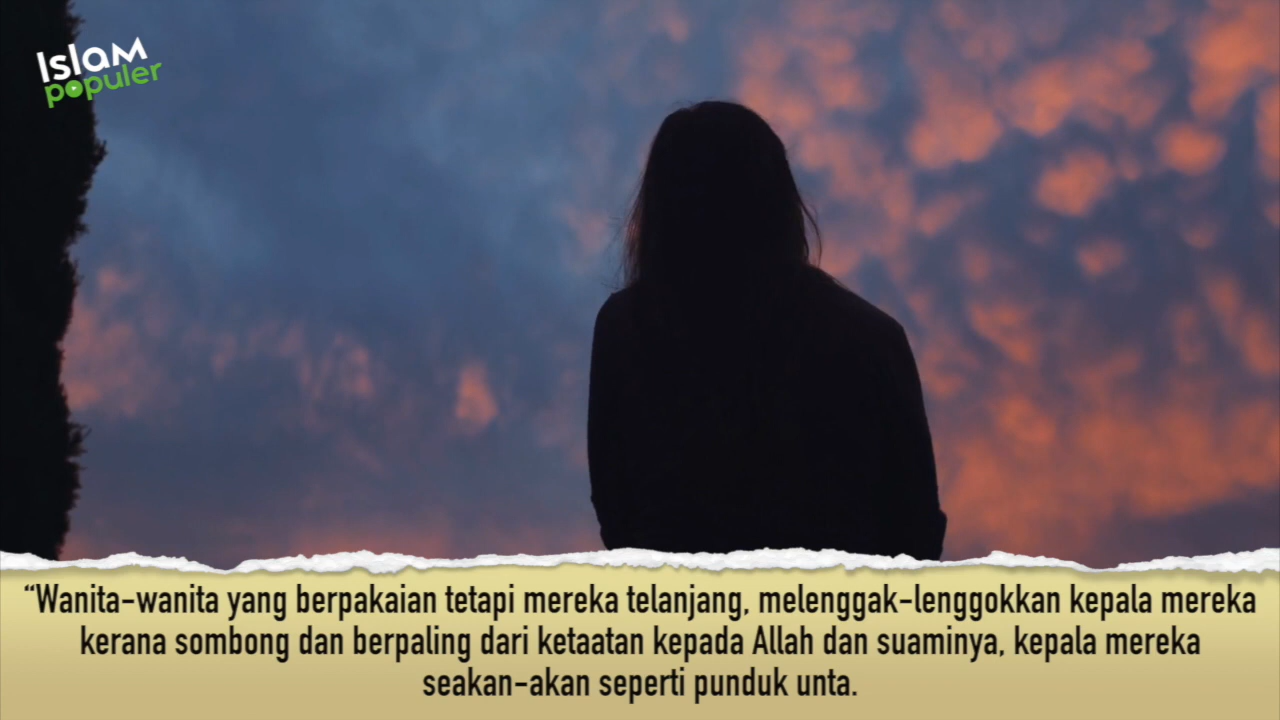 Islam
populer
“Wanita-wanita yang berpakaian tetapi mereka telanjang, melenggak-lenggokkan kepala mereka
kerana sombong dan berpaling dari ketaatan kepada Allah dan suaminya, kepala mereka
seakan-akan seperti punduk unta.